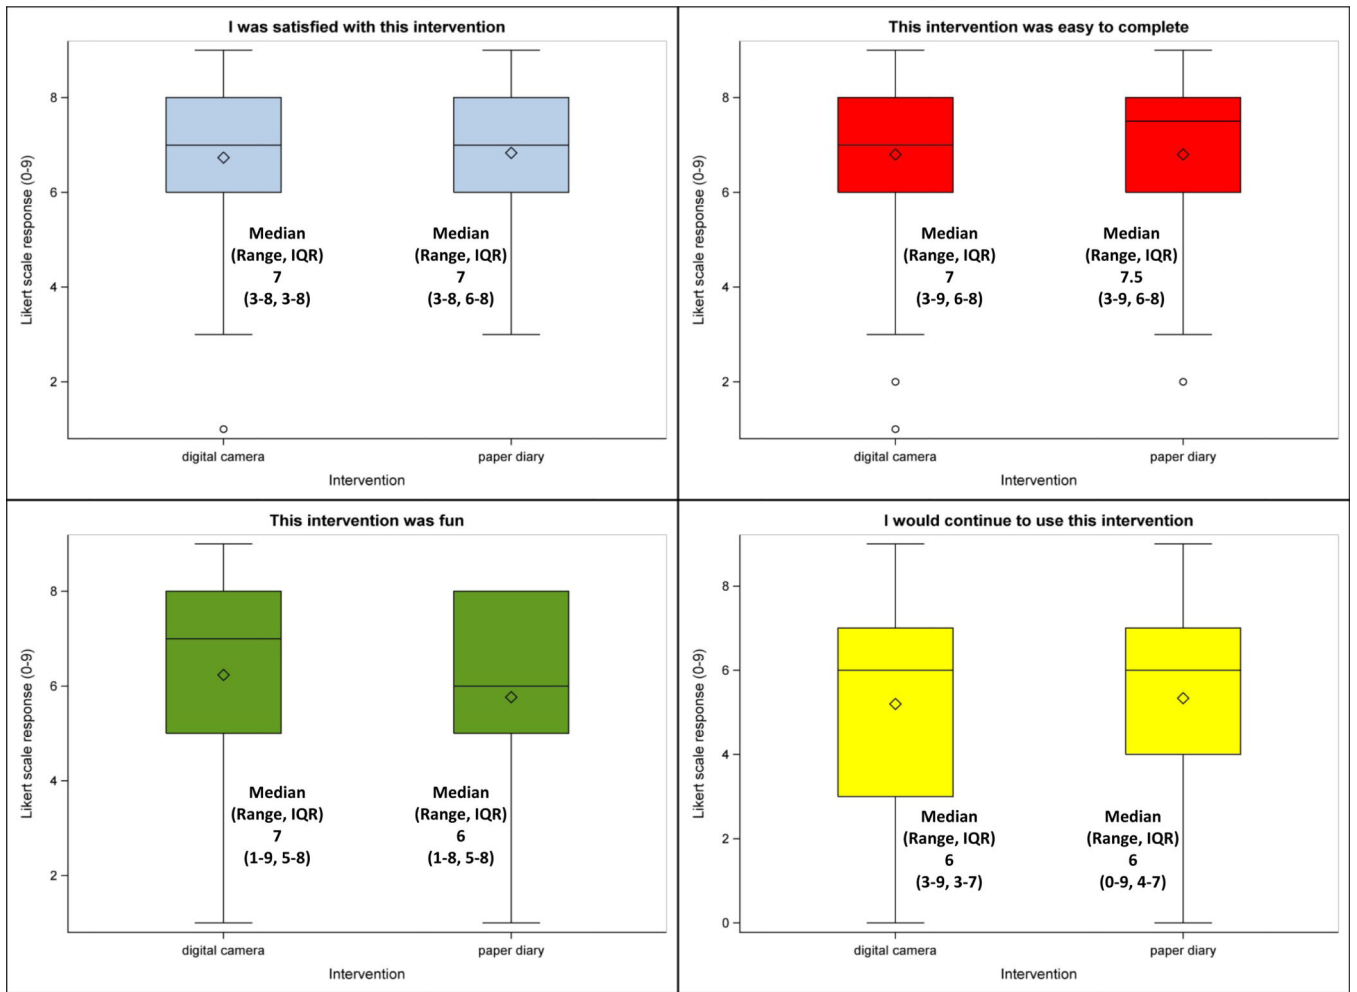 I was satisfied with this intervention
Likert scale response (0-9)
8
6
4
2
Median
(Range, IQR)
7
(3-8, 3-8)
Median
(Range, IQR)
7
(3-8, 6-8)
digital camera
paper diary
Intervention
This intervention was easy to complete
Likert scale response (0-9)
8
6
4
2
Median
(Range, IQR)
7
(3-9, 6-8)
Median
(Range, IQR)
7.5
(3-9, 6-8)
digital camera
paper diary
Intervention
This intervention was fun
Likert scale response (0-9)
8
6
4
2
Median
(Range, IQR)
7
(1-9, 5-8)
Median
(Range, IQR)
6
(1-8, 5-8)
digital camera
paper diary
Intervention
I would continue to use this intervention
Likert scale response (0-9)
8
6
4
2
0
Median
(Range, IQR)
6
(3-9, 3-7)
Median
(Range, IQR)
6
(0-9, 4-7)
digital camera
paper diary
Intervention